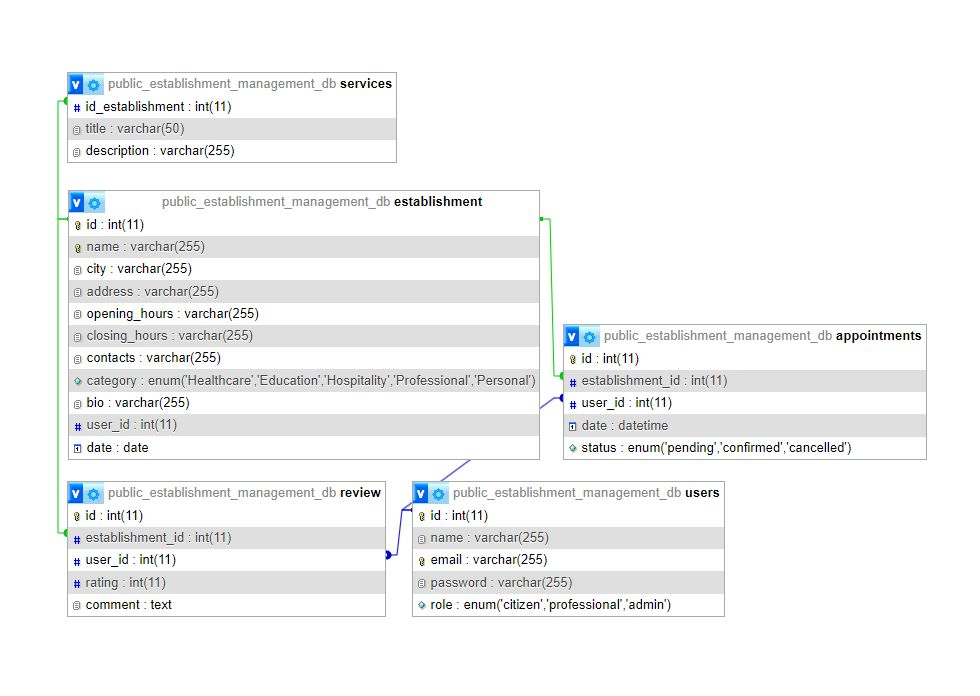 public_establishment_management_db services
id_establishment : int(11)
title : varchar(50)
description : varchar(255)
public_establishment_management_db establishment
id : int(11)
name : varchar(255)
city : varchar(255)
address : varchar(255)
opening_hours : varchar(255)
closing_hours : varchar(255)
contacts : varchar(255)
category : enum('Healthcare','Education','Hospitality','Professional','Personal')
bio : varchar(255)
user_id : int(11)
date : date
public_establishment_management_db appointments
id : int(11)
establishment_id : int(11)
user_id : int(11)
date : datetime
status : enum('pending','confirmed','cancelled')
public_establishment_management_db review
id : int(11)
establishment_id : int(11)
user_id : int(11)
rating : int(11)
comment : text
public_establishment_management_db users
id : int(11)
name : varchar(255)
email : varchar(255)
password : varchar(255)
role : enum('citizen','professional','admin')